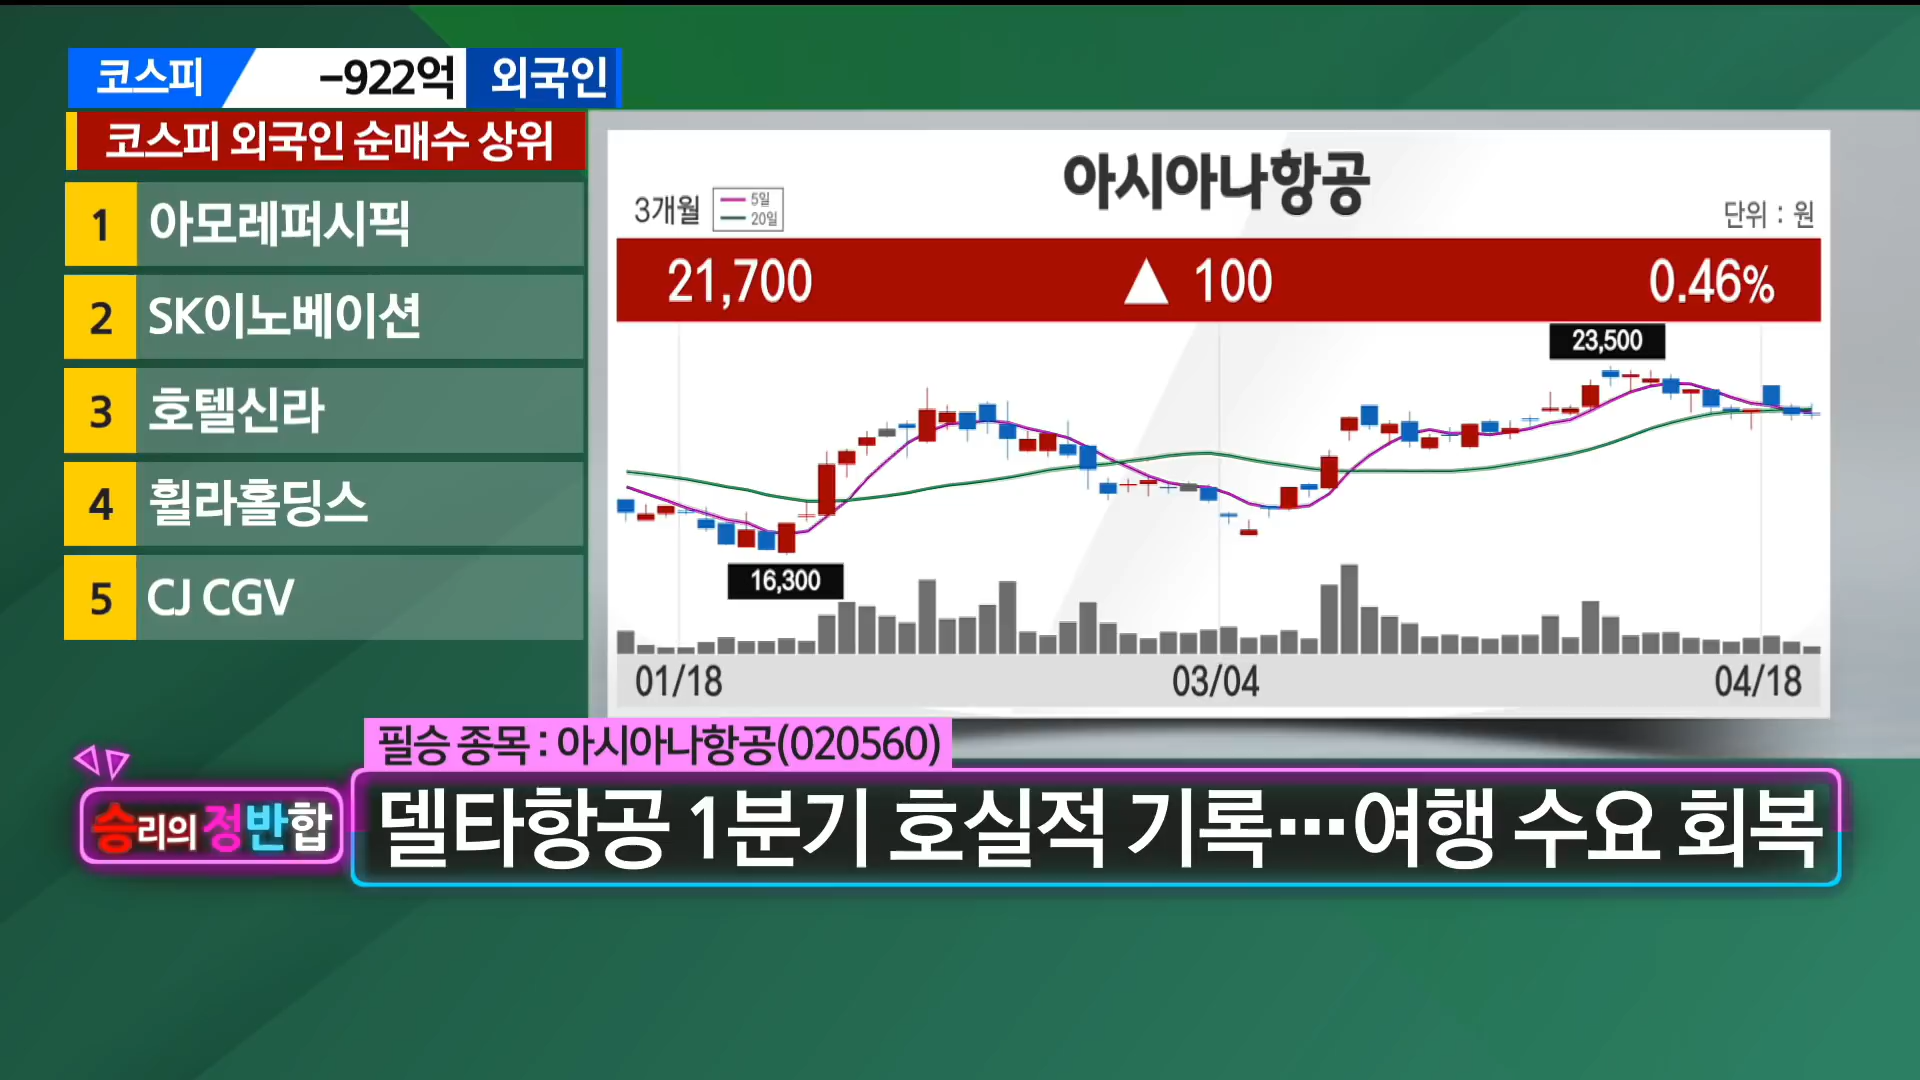 코스피 -922억 외국인
코스피 외국인 순매수 상위
1 아모레퍼시픽
2 SK이노베이션
3 호텔신라
4 휠라홀딩스
5 CJ CGV
아시아나항공
3개월
5일
20일
단위 : 원
21,700 ▲ 100 0.46%
23,500
16,300
01/18 03/04 04/18
필승 종목 : 아시아나항공(020560)
승리의 정반합
델타항공 1분기 호실적 기록…여행 수요 회복